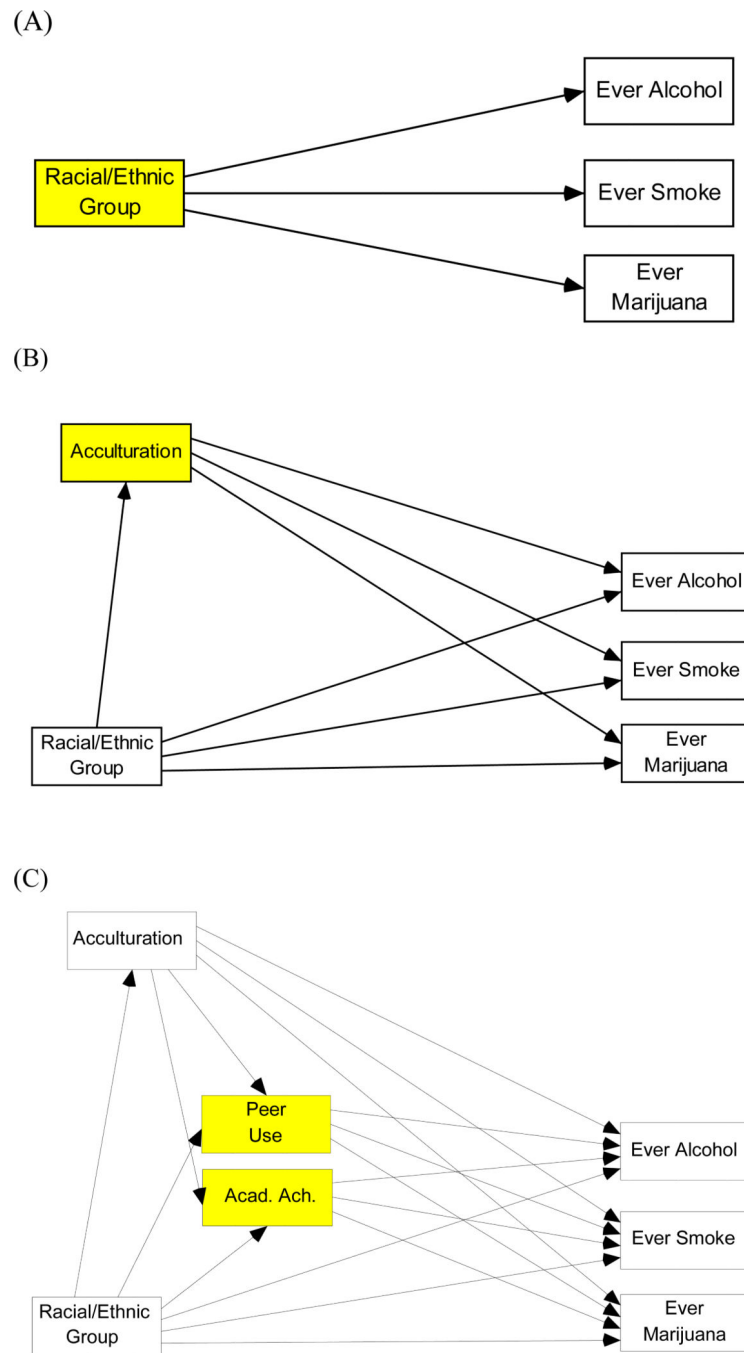 (A)
Ever Alcohol
Racial/Ethnic
Group
Ever Smoke
Ever
Marijuana
(B)
Acculturation
Ever Alcohol
Ever Smoke
Racial/Ethnic
Group
Ever
Marijuana
(C)
Acculturation
Peer
Use
Ever Alcohol
Acad. Ach.
Ever Smoke
Racial/Ethnic
Group
Ever
Marijuana